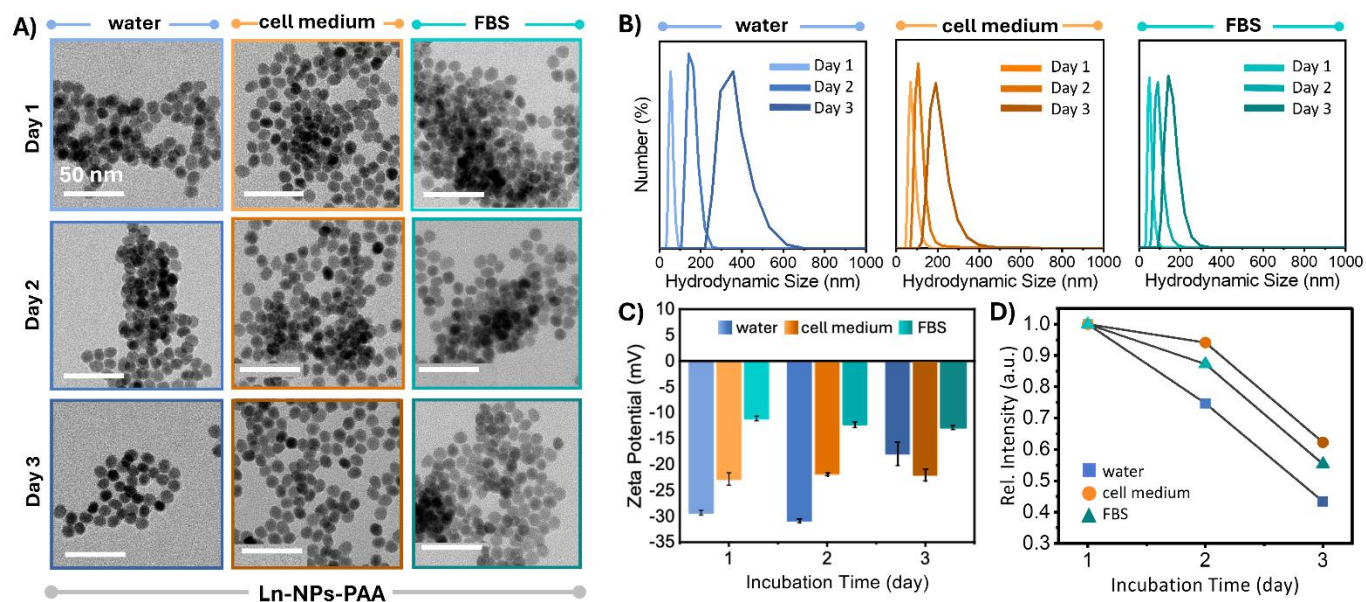 A)
water
cell medium
FBS
Day 1
50 nm
Day 2
Day 3
Ln-NPs-PAA
B)
water
cell medium
FBS
Number (%)
Day 1
Day 2
Day 3
0 200 400 600 800 1000
Hydrodynamic Size (nm)
Day 1
Day 2
Day 3
0 200 400 600 800 1000
Hydrodynamic Size (nm)
Day 1
Day 2
Day 3
0 200 400 600 800 1000
Hydrodynamic Size (nm)
C)
Zeta Potential (mV)
10
5
0
-5
-10
-15
-20
-25
-30
-35
water
cell medium
FBS
1 2 3
Incubation Time (day)
D)
Rel. Intensity (a.u.)
1.0
0.9
0.8
0.7
0.6
0.5
0.4
0.3
water
cell medium
FBS
1 2 3
Incubation Time (day)